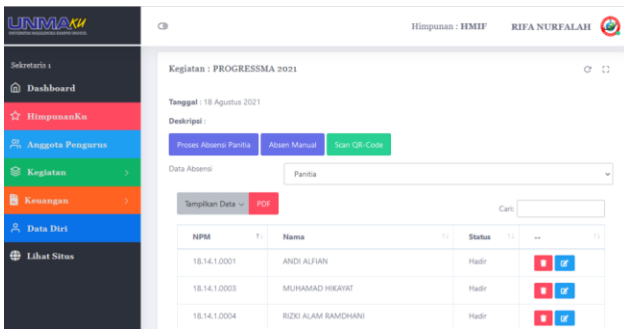 UNMAKU
Himpunan : HMIF
RIFA NURFALAH
Sekretaris 1
Dashboard
HimpunanKu
Anggota Pengurus
Kegiatan
Keuangan
Data Diri
Lihat Situs
Kegiatan : PROGRESSMA 2021
Tanggal : 18 Agustus 2021
Deskripsi :
Proses Absensi Panitia
Absen Manual
Scan QR-Code
Data Absensi
Panitia
Tampilkan Data
PDF
Cari:
NPM Nama Status --
18.14.1.0001 ANDI ALFIAN Hadir
18.14.1.0003 MUHAMAD HIKAYAT Hadir
18.14.1.0004 RIZKI ALAM RAMDHANI Hadir